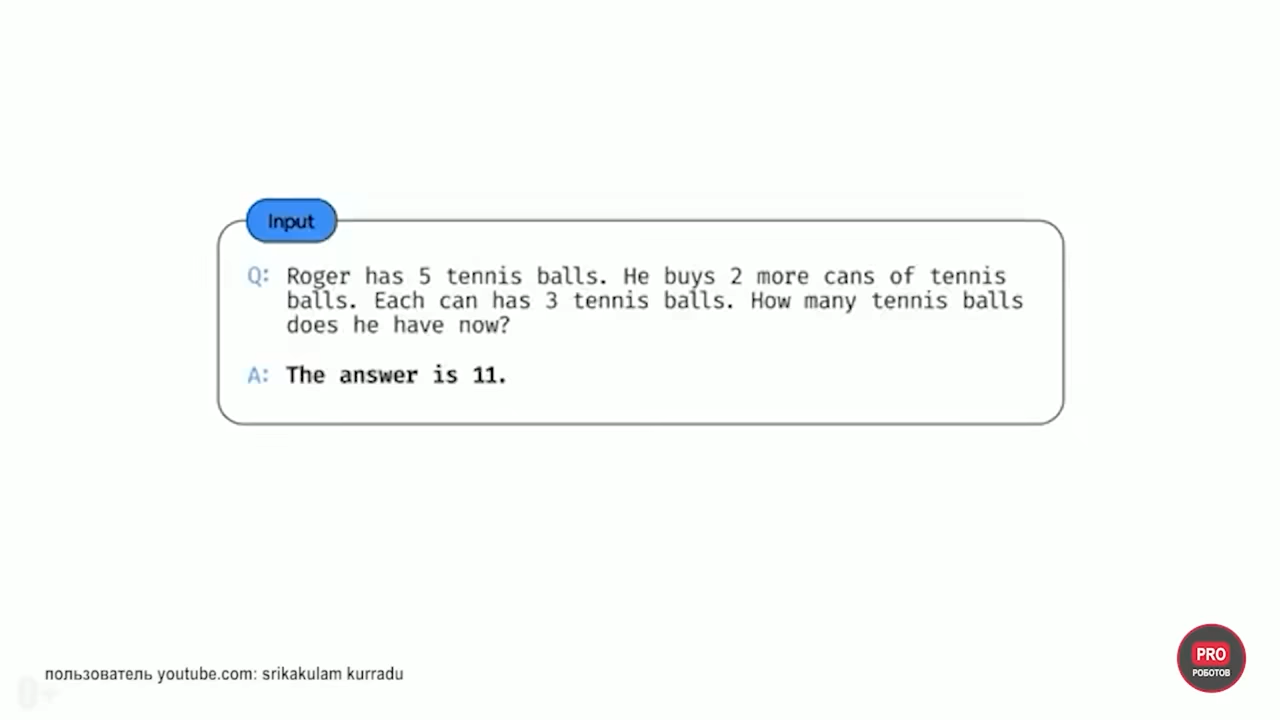 Input
Q: Roger has 5 tennis balls. He buys 2 more cans of tennis
balls. Each can has 3 tennis balls. How many tennis balls
does he have now?
A: The answer is 11.
пользователь youtube.com: srikakulam kurradu
PRO
РОБОТОВ
0+